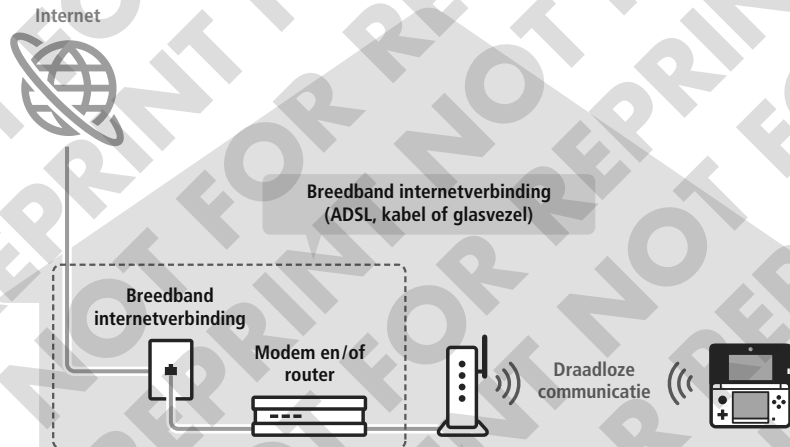 Internet
Breedband internetverbinding
(ADSL, kabel of glasvezel)
Breedband
internetverbinding
Modem en/of
router
Draadloze
communicatie
NOT FOR REPRINT